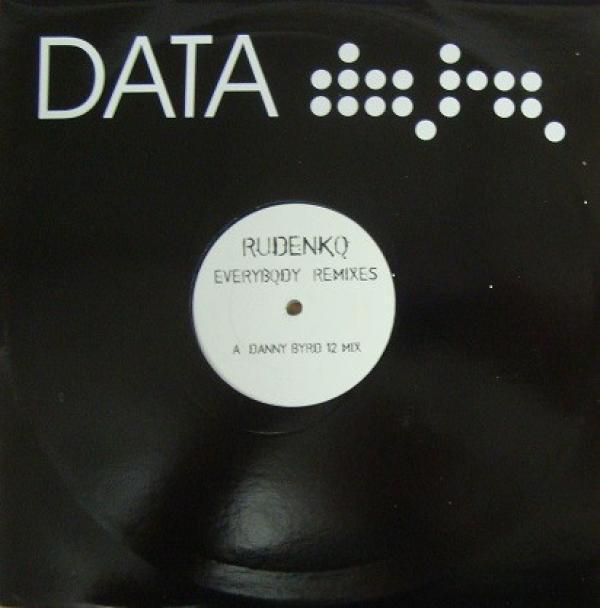 DATA
RUDENKO
EVERYBODY REMIXES
A DANNY BYRD 12 MIX